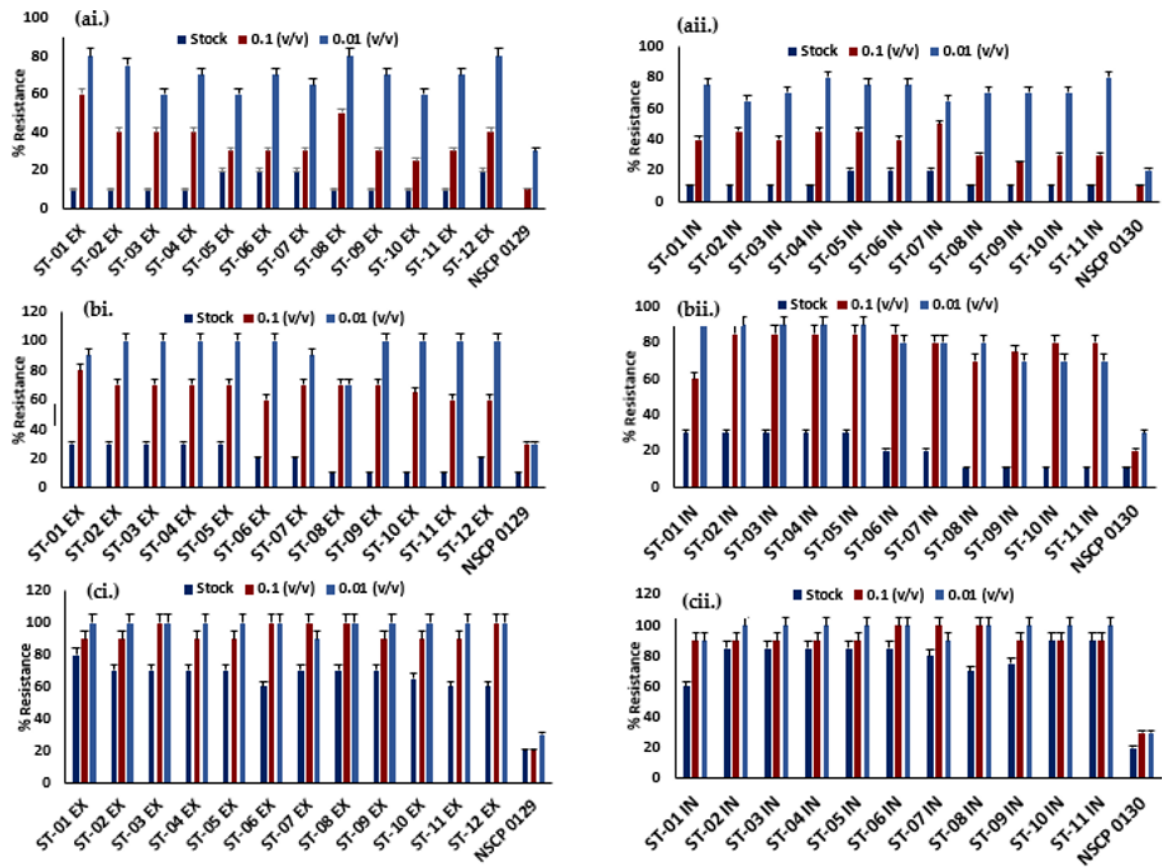 (ai.)
Stock 0.1 (v/v) 0.01 (v/v)
% Resistance
100
80
60
40
20
0
ST-01 EX
ST-02 EX
ST-03 EX
ST-04 EX
ST-05 EX
ST-06 EX
ST-07 EX
ST-08 EX
ST-09 EX
ST-10 EX
ST-11 EX
ST-12 EX
NSCP 0129
(aii.)
Stock 0.1 (v/v) 0.01 (v/v)
% Resistance
100
80
60
40
20
0
ST-01 IN
ST-02 IN
ST-03 IN
ST-04 IN
ST-05 IN
ST-06 IN
ST-07 IN
ST-08 IN
ST-09 IN
ST-10 IN
ST-11 IN
NSCP 0130
(bi.
Stock 0.1 (v/v) 0.01 (v/v)
% Resistance
120
100
80
60
40
20
0
ST-01 EX
ST-02 EX
ST-03 EX
ST-04 EX
ST-05 EX
ST-06 EX
ST-07 EX
ST-08 EX
ST-09 EX
ST-10 EX
ST-11 EX
ST-12 EX
NSCP 0129
(bii.)
Stock 0.1 (v/v) 0.01 (v/v)
% Resistance
100
80
60
40
20
0
ST-01 IN
ST-02 IN
ST-03 IN
ST-04 IN
ST-05 IN
ST-06 IN
ST-07 IN
ST-08 IN
ST-09 IN
ST-10 IN
ST-11 IN
NSCP 0130
(ci.)
Stock 0.1 (v/v) 0.01 (v/v)
% Resistance
120
100
80
60
40
20
0
ST-01 EX
ST-02 EX
ST-03 EX
ST-04 EX
ST-05 EX
ST-06 EX
ST-07 EX
ST-08 EX
ST-09 EX
ST-10 EX
ST-11 EX
ST-12 EX
NSCP 0129
(cii.)
Stock 0.1 (v/v) 0.01 (v/v)
% Resistance
120
100
80
60
40
20
0
ST-01 IN
ST-02 IN
ST-03 IN
ST-04 IN
ST-05 IN
ST-06 IN
ST-07 IN
ST-08 IN
ST-09 IN
ST-10 IN
ST-11 IN
NSCP 0130